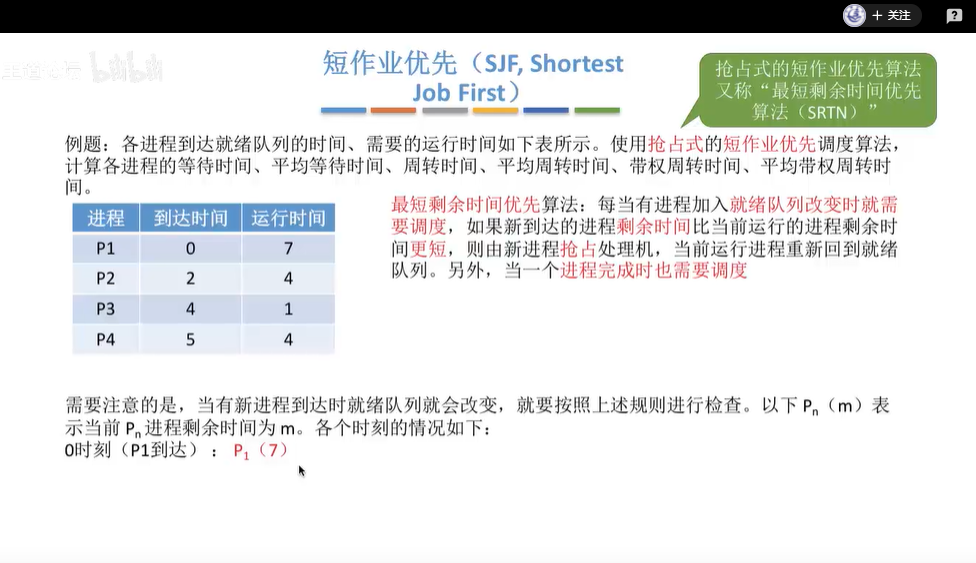 + 关注
?
bilibili
短作业优先（SJF, Shortest
Job First）
抢占式的短作业优先算法
又称“最短剩余时间优先
算法（SRTN）”
例题：各进程到达就绪队列的时间、需要的运行时间如下表所示。使用抢占式的短作业优先调度算法，
计算各进程的等待时间、平均等待时间、周转时间、平均周转时间、带权周转时间、平均带权周转时
间。
进程 到达时间 运行时间
P1 0 7
P2 2 4
P3 4 1
P4 5 4
最短剩余时间优先算法：每当有进程加入就绪队列改变时就需
要调度，如果新到达的进程剩余时间比当前运行的进程剩余时
间更短，则由新进程抢占处理机，当前运行进程重新回到就绪
队列。另外，当一个进程完成时也需要调度
需要注意的是，当有新进程到达时就绪队列就会改变，就要按照上述规则进行检查。以下 Pn（m）表
示当前 Pn 进程剩余时间为 m。各个时刻的情况如下：
0时刻（P1到达）： P1（7）